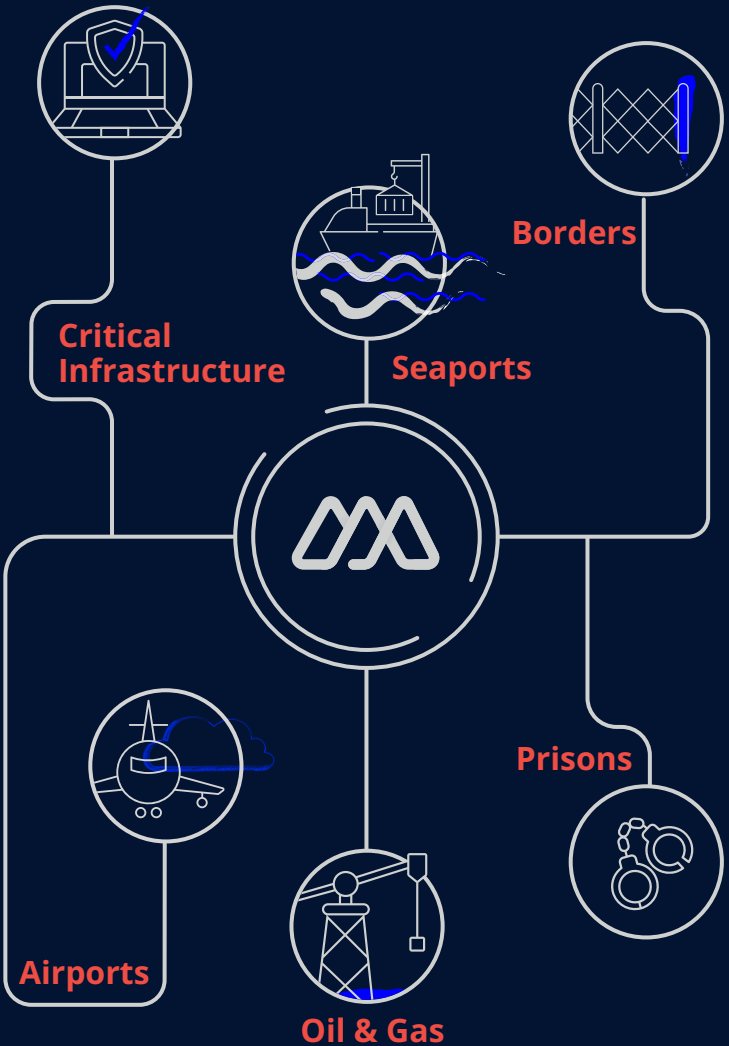 Borders
Critical
Infrastructure
Seaports
Prisons
Airports
Oil & Gas